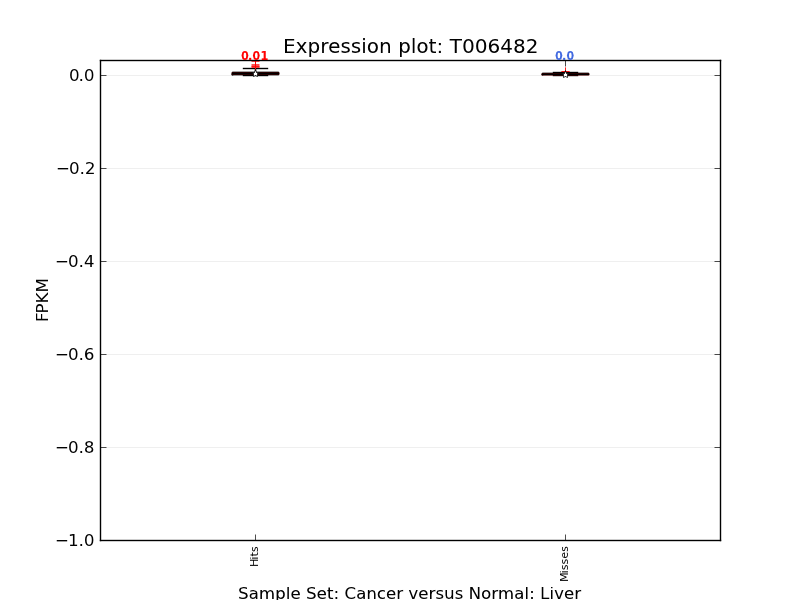 Expression plot: T006482
0.01
0.0
0.0
−0.2
−0.4
−0.6
−0.8
−1.0
FPKM
Hits
Misses
Sample Set: Cancer versus Normal: Liver